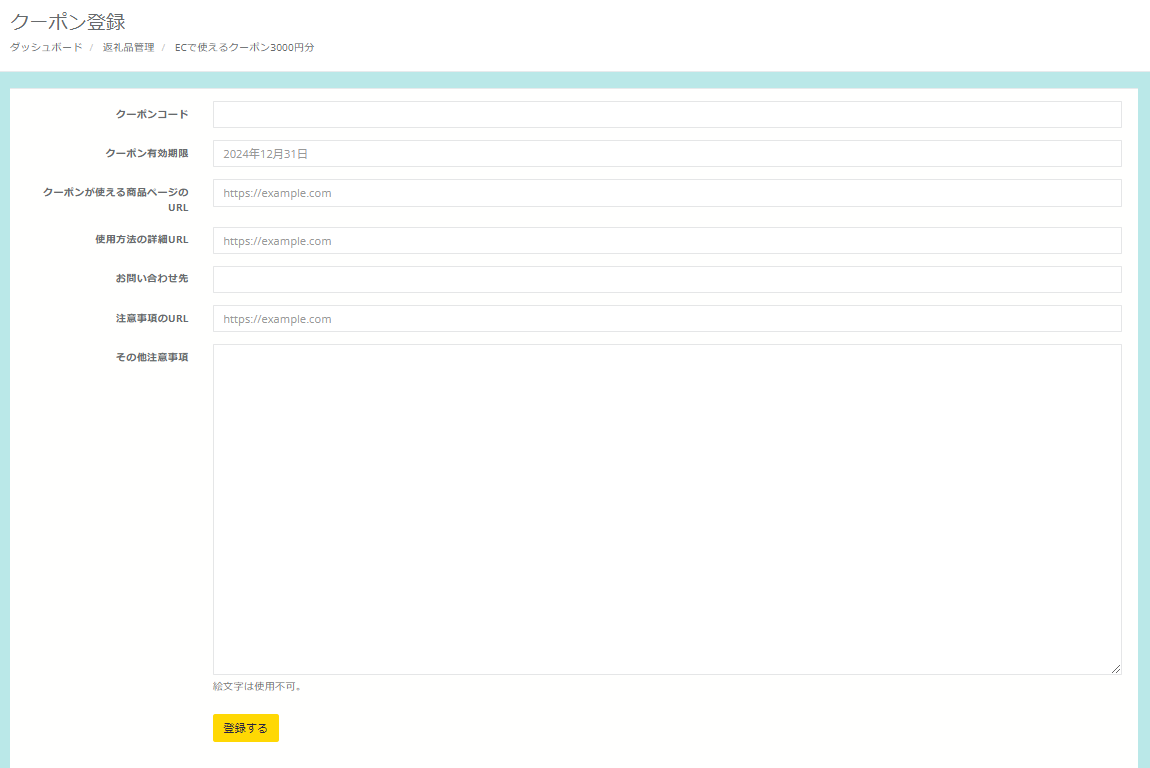 クーポン登録
ダッシュボード / 返礼品管理 / ECで使えるクーポン3000円分
クーポンコード
クーポン有効期限 2024年12月31日
クーポンが使える商品ページの
URL
https://example.com
使用方法の詳細URL https://example.com
お問い合わせ先
注意事項のURL https://example.com
その他注意事項
絵文字は使用不可。
登録する